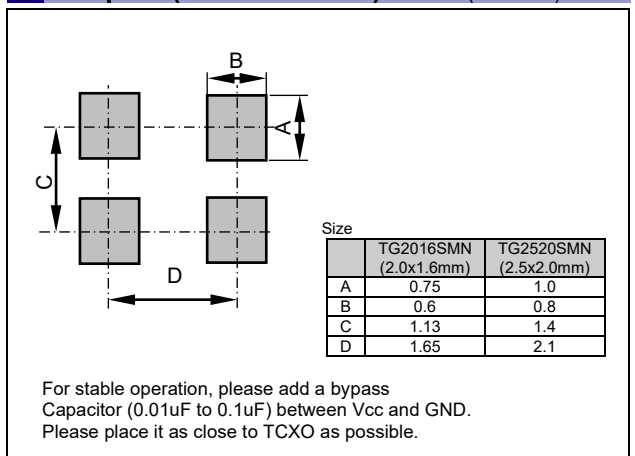 B
A
C
D
Size
TG2016SMN TG2520SMN
(2.0x1.6mm) (2.5x2.0mm)
A 0.75 1.0
B 0.6 0.8
C 1.13 1.4
D 1.65 2.1
For stable operation, please add a bypass
Capacitor (0.01uF to 0.1uF) between Vcc and GND.
Please place it as close to TCXO as possible.